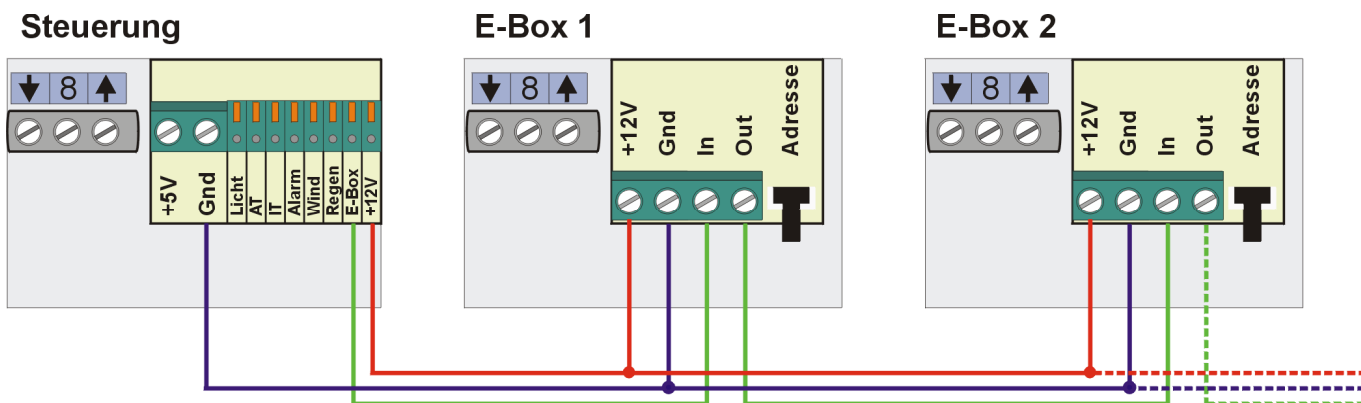 Steuerung
8
+5V
Gnd
Licht
AT
IT
Alarm
Wind
Regen
E-Box
+12V
E-Box 1
8
+12V
Gnd
In
Out
Adresse
E-Box 2
8
+12V
Gnd
In
Out
Adresse